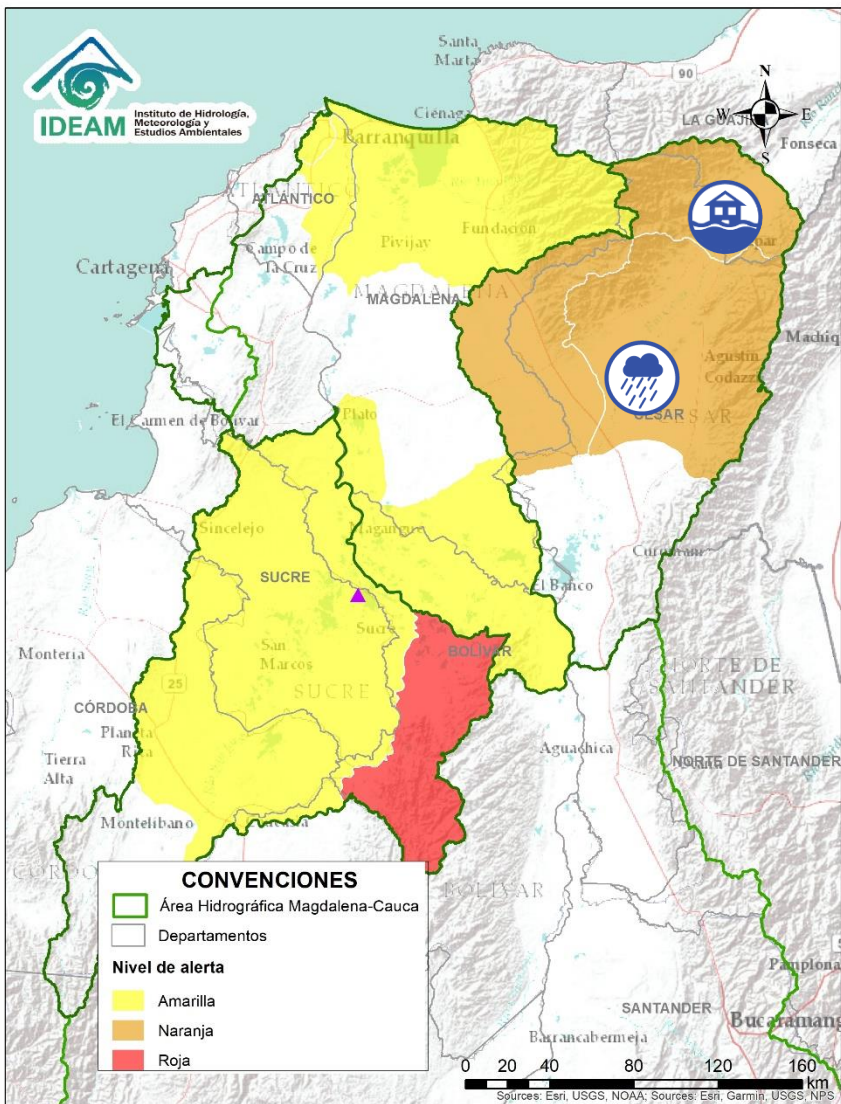 IDEAM
Instituto de Hidrología,
Meteorología y
Estudios Ambientales
Santa
Marta
90
N
W
E
S
LA GUAJIRA
Fonseca
Ciénaga
Barranquilla
ATLÁNTICO
Fundación
Pivijay
Campo de
la Cruz
Cartagena
MAGDALENA
MAGDALENA
Agustín
Codazzi
CESAR
El Carmen de Bolívar
Plato
Sincelejo
Magangué
SUCRE
El Banco
Sucre
San
Marcos
BOLÍVAR
SUCRE
Montería
25
CÓRDOBA
Planeta
Rica
Tierra
Alta
Aguachica
NORTE DE
SANTANDER
NORTE DE SANTANDER
Montelíbano
BOLÍVAR
CONVENCIONES
Área Hidrográfica Magdalena-Cauca
Departamentos
Nivel de alerta
Amarilla
Naranja
Roja
Pamplona
SANTANDER
Bucaramang
Barrancabermeja
0 20 40 80 120 160
km
Sources: Esri, USGS, NOAA; Sources: Esri, Garmin, USGS, NPS